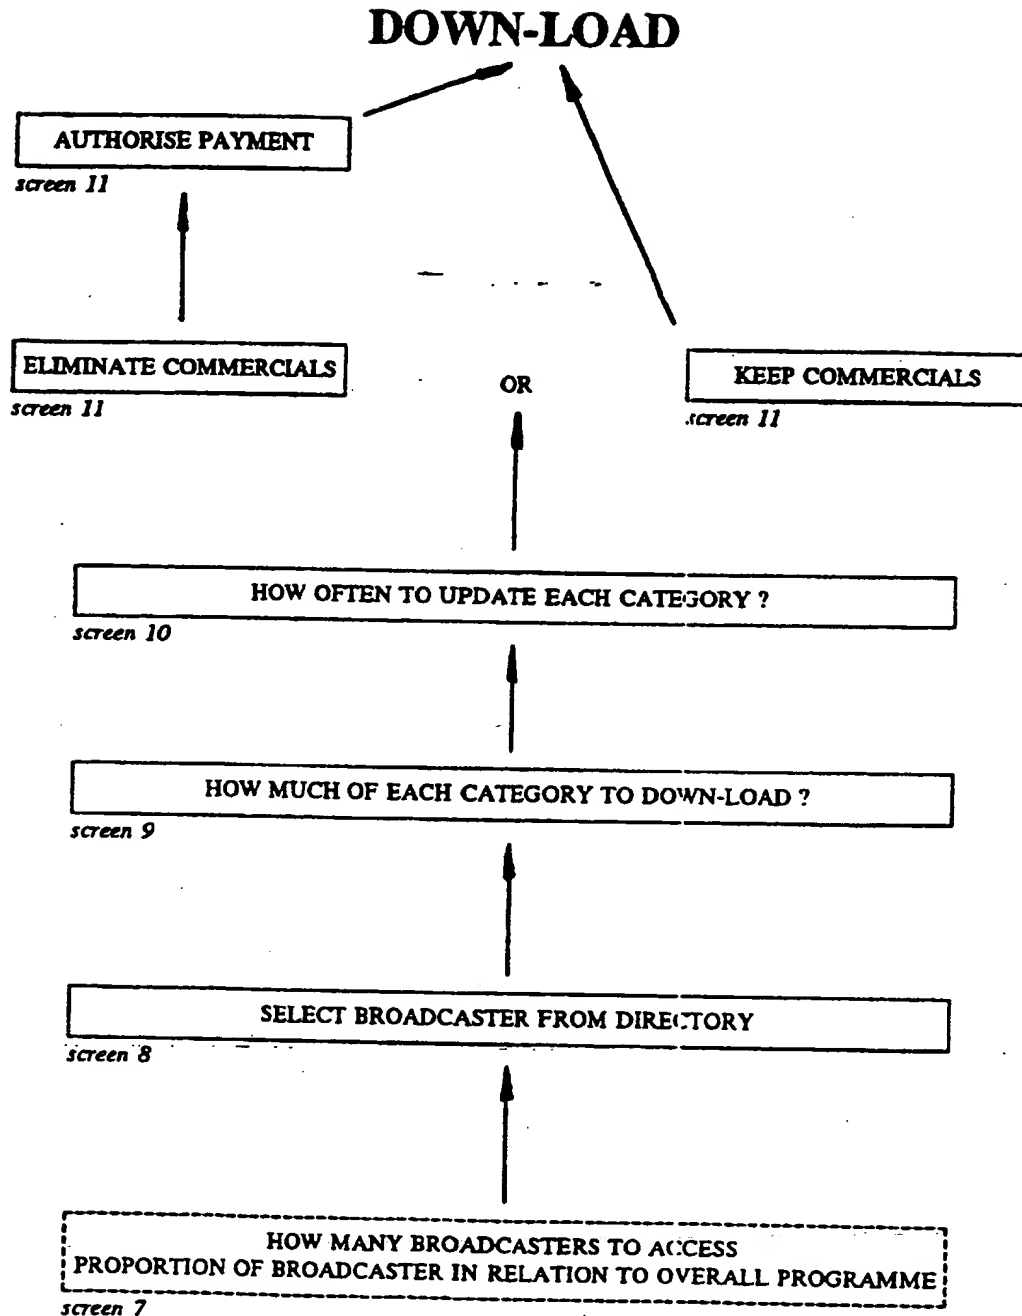 DOWN-LOAD
AUTHORISE PAYMENT
screen 11
ELIMINATE COMMERCIALS
screen 11
OR
KEEP COMMERCIALS
screen 11
HOW OFTEN TO UPDATE EACH CATEGORY ?
screen 10
HOW MUCH OF EACH CATEGORY TO DOWN-LOAD ?
screen 9
SELECT BROADCASTER FROM DIRECTORY
screen 8
HOW MANY BROADCASTERS TO ACCESS
PROPORTION OF BROADCASTER IN RELATION TO OVERALL PROGRAMME
screen 7